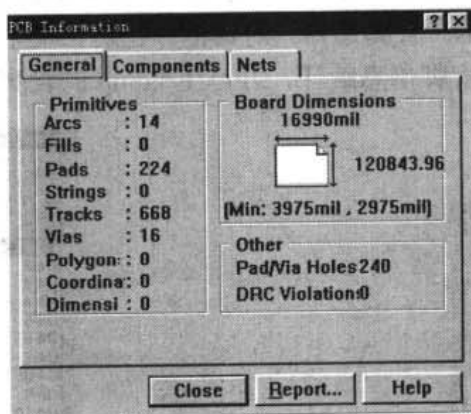 PCB Information
General Components Nets
Primitives
Arcs : 14
Fills : 0
Pads : 224
Strings : 0
Tracks : 668
Vias : 16
Polygon: : 0
Coordina: : 0
Dimensi : 0
Board Dimensions
16990mil
120843.96
(Min: 3975mil , 2975mil)
Other
Pad/Via Holes 240
DRC Violation: 0
Close Report... Help